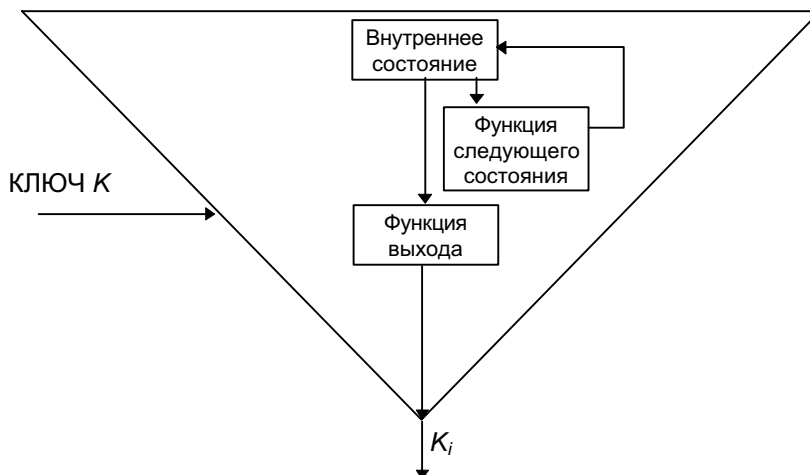 Внутреннее
состояние
Функция
следующего
состояния
КЛЮЧ K
Функция
выхода
Ki